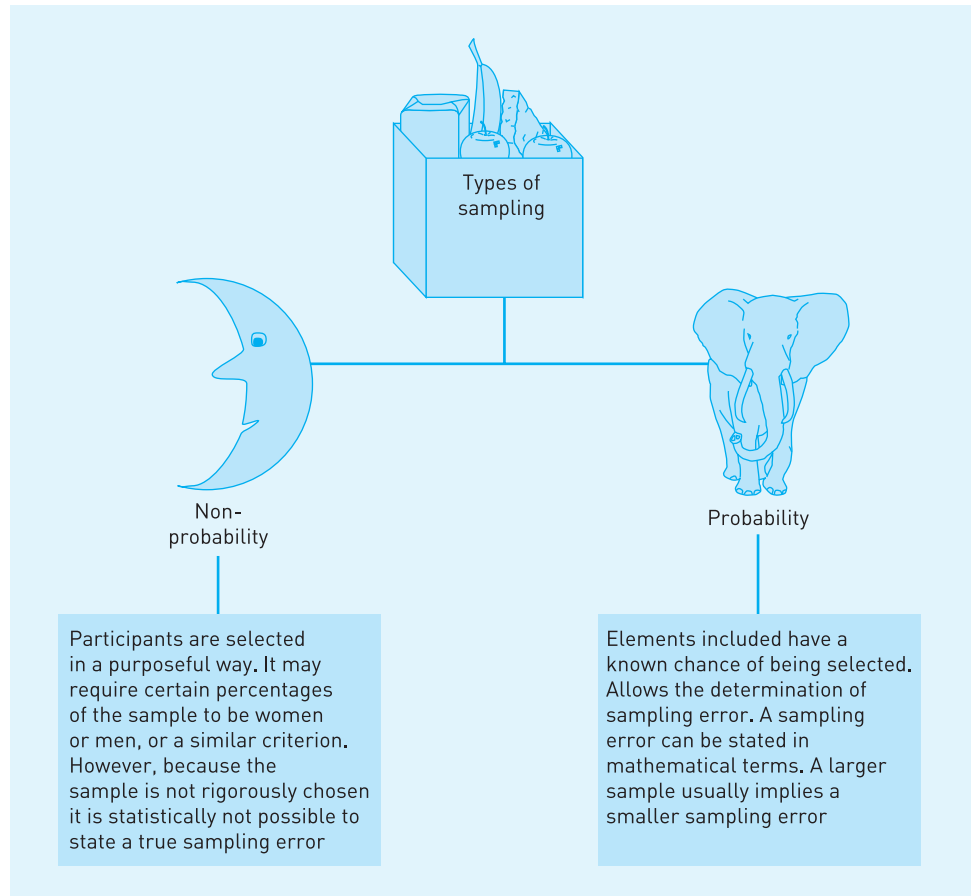 Types of
sampling
Non-
probability
Probability
Participants are selected
in a purposeful way. It may
require certain percentages
of the sample to be women
or men, or a similar criterion.
However, because the
sample is not rigorously chosen
it is statistically not possible to
state a true sampling error
Elements included have a
known chance of being selected.
Allows the determination of
sampling error. A sampling
error can be stated in
mathematical terms. A larger
sample usually implies a
smaller sampling error